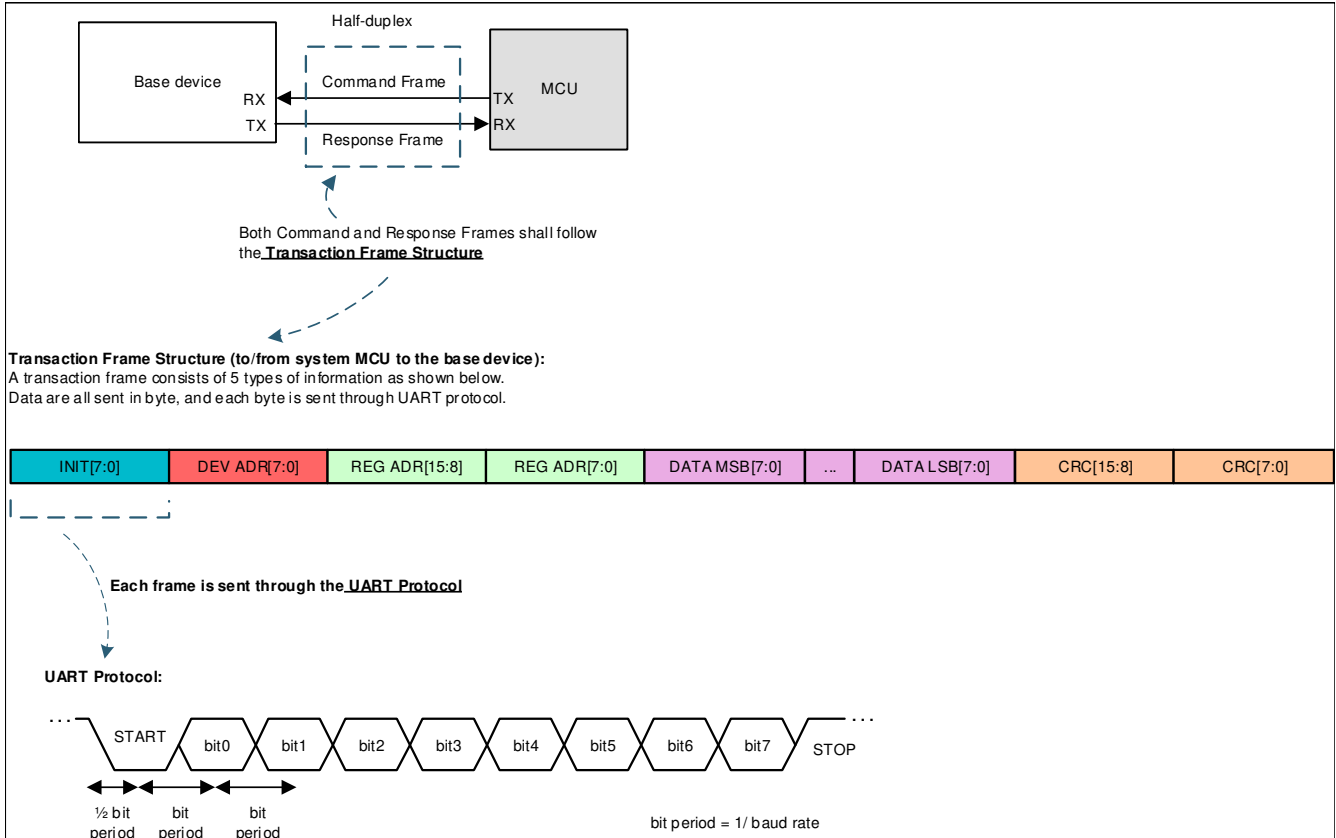 Half-duplex
Base device
Command Frame
MCU
RX
TX
TX
RX
Response Frame
Both Command and Response Frames shall follow
the Transaction Frame Structure
Transaction Frame Structure (to/from system MCU to the base device):
A transaction frame consists of 5 types of information as shown below.
Data are all sent in byte, and each byte is sent through UART protocol.
INIT[7:0] DEV ADR[7:0] REG ADR[15:8] REG ADR[7:0] DATA MSB[7:0] ... DATA LSB[7:0] CRC[15:8] CRC[7:0]
Each frame is sent through the UART Protocol
UART Protocol:
... START bit0 bit1 bit2 bit3 bit4 bit5 bit6 bit7 STOP ...
½ bit period
bit period
bit period
bit period = 1/ baud rate